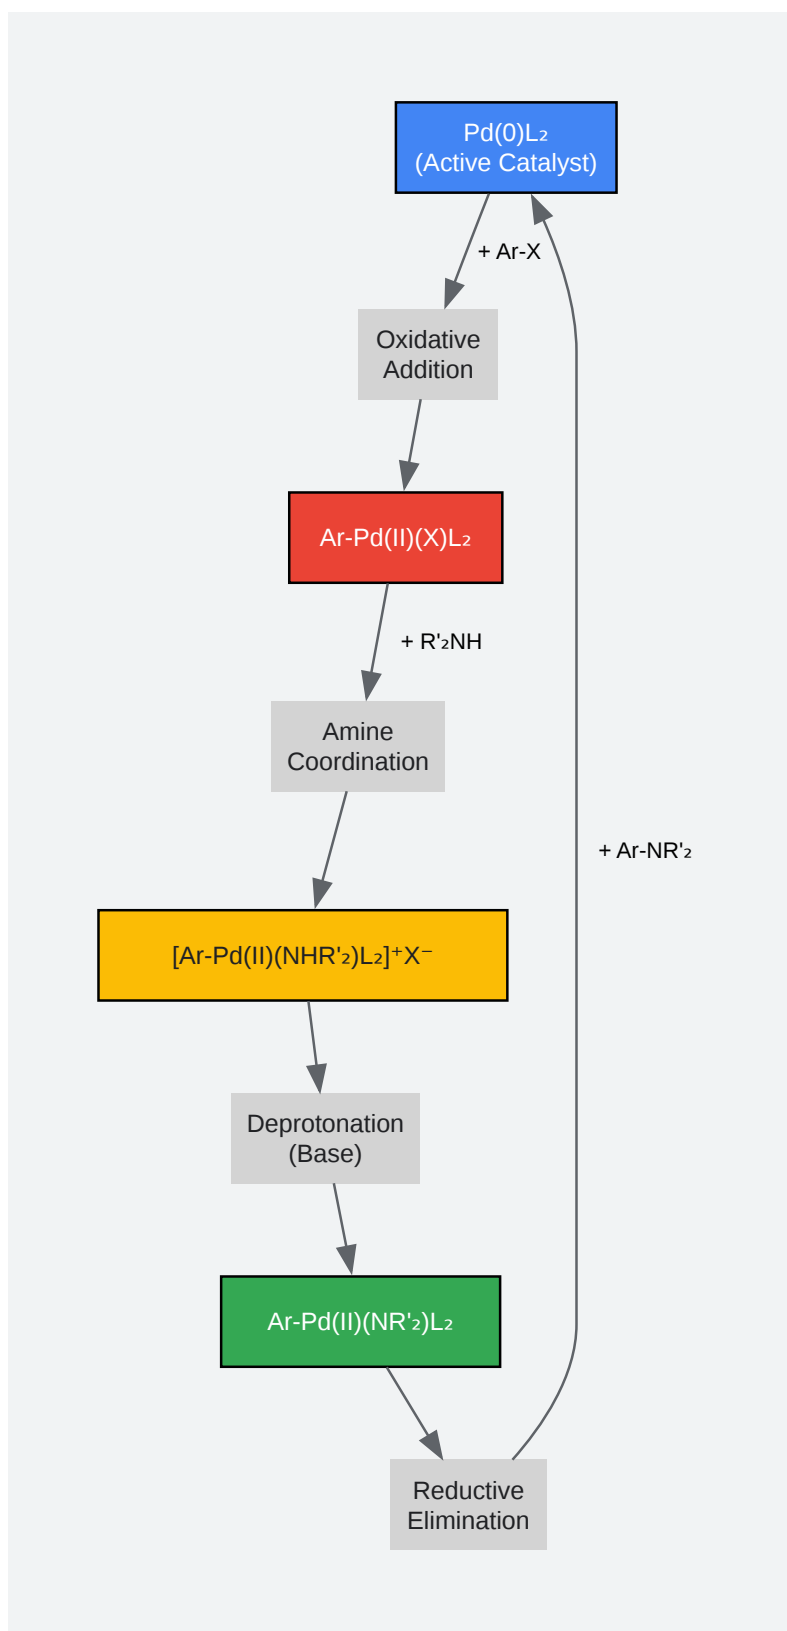 Pd(0)L₂
(Active Catalyst)
+ Ar-X
Oxidative
Addition
Ar-Pd(II)(X)L₂
+ R'₂NH
Amine
Coordination
+ Ar-NR'₂
[Ar-Pd(II)(NHR'₂)L₂]⁺X⁻
Deprotonation
(Base)
Ar-Pd(II)(NR'₂)L₂
Reductive
Elimination